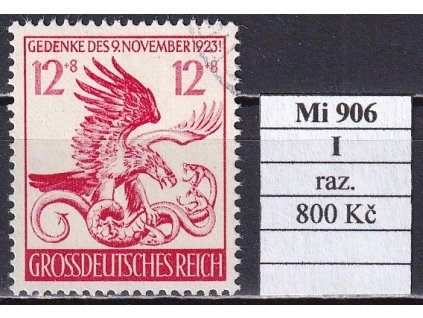 GEDENKE DES 9.NOVEMBER 1923!
12+8 12+8
GROSSDEUTSCHES REICH
Mi 906
I
raz.
800 Kč